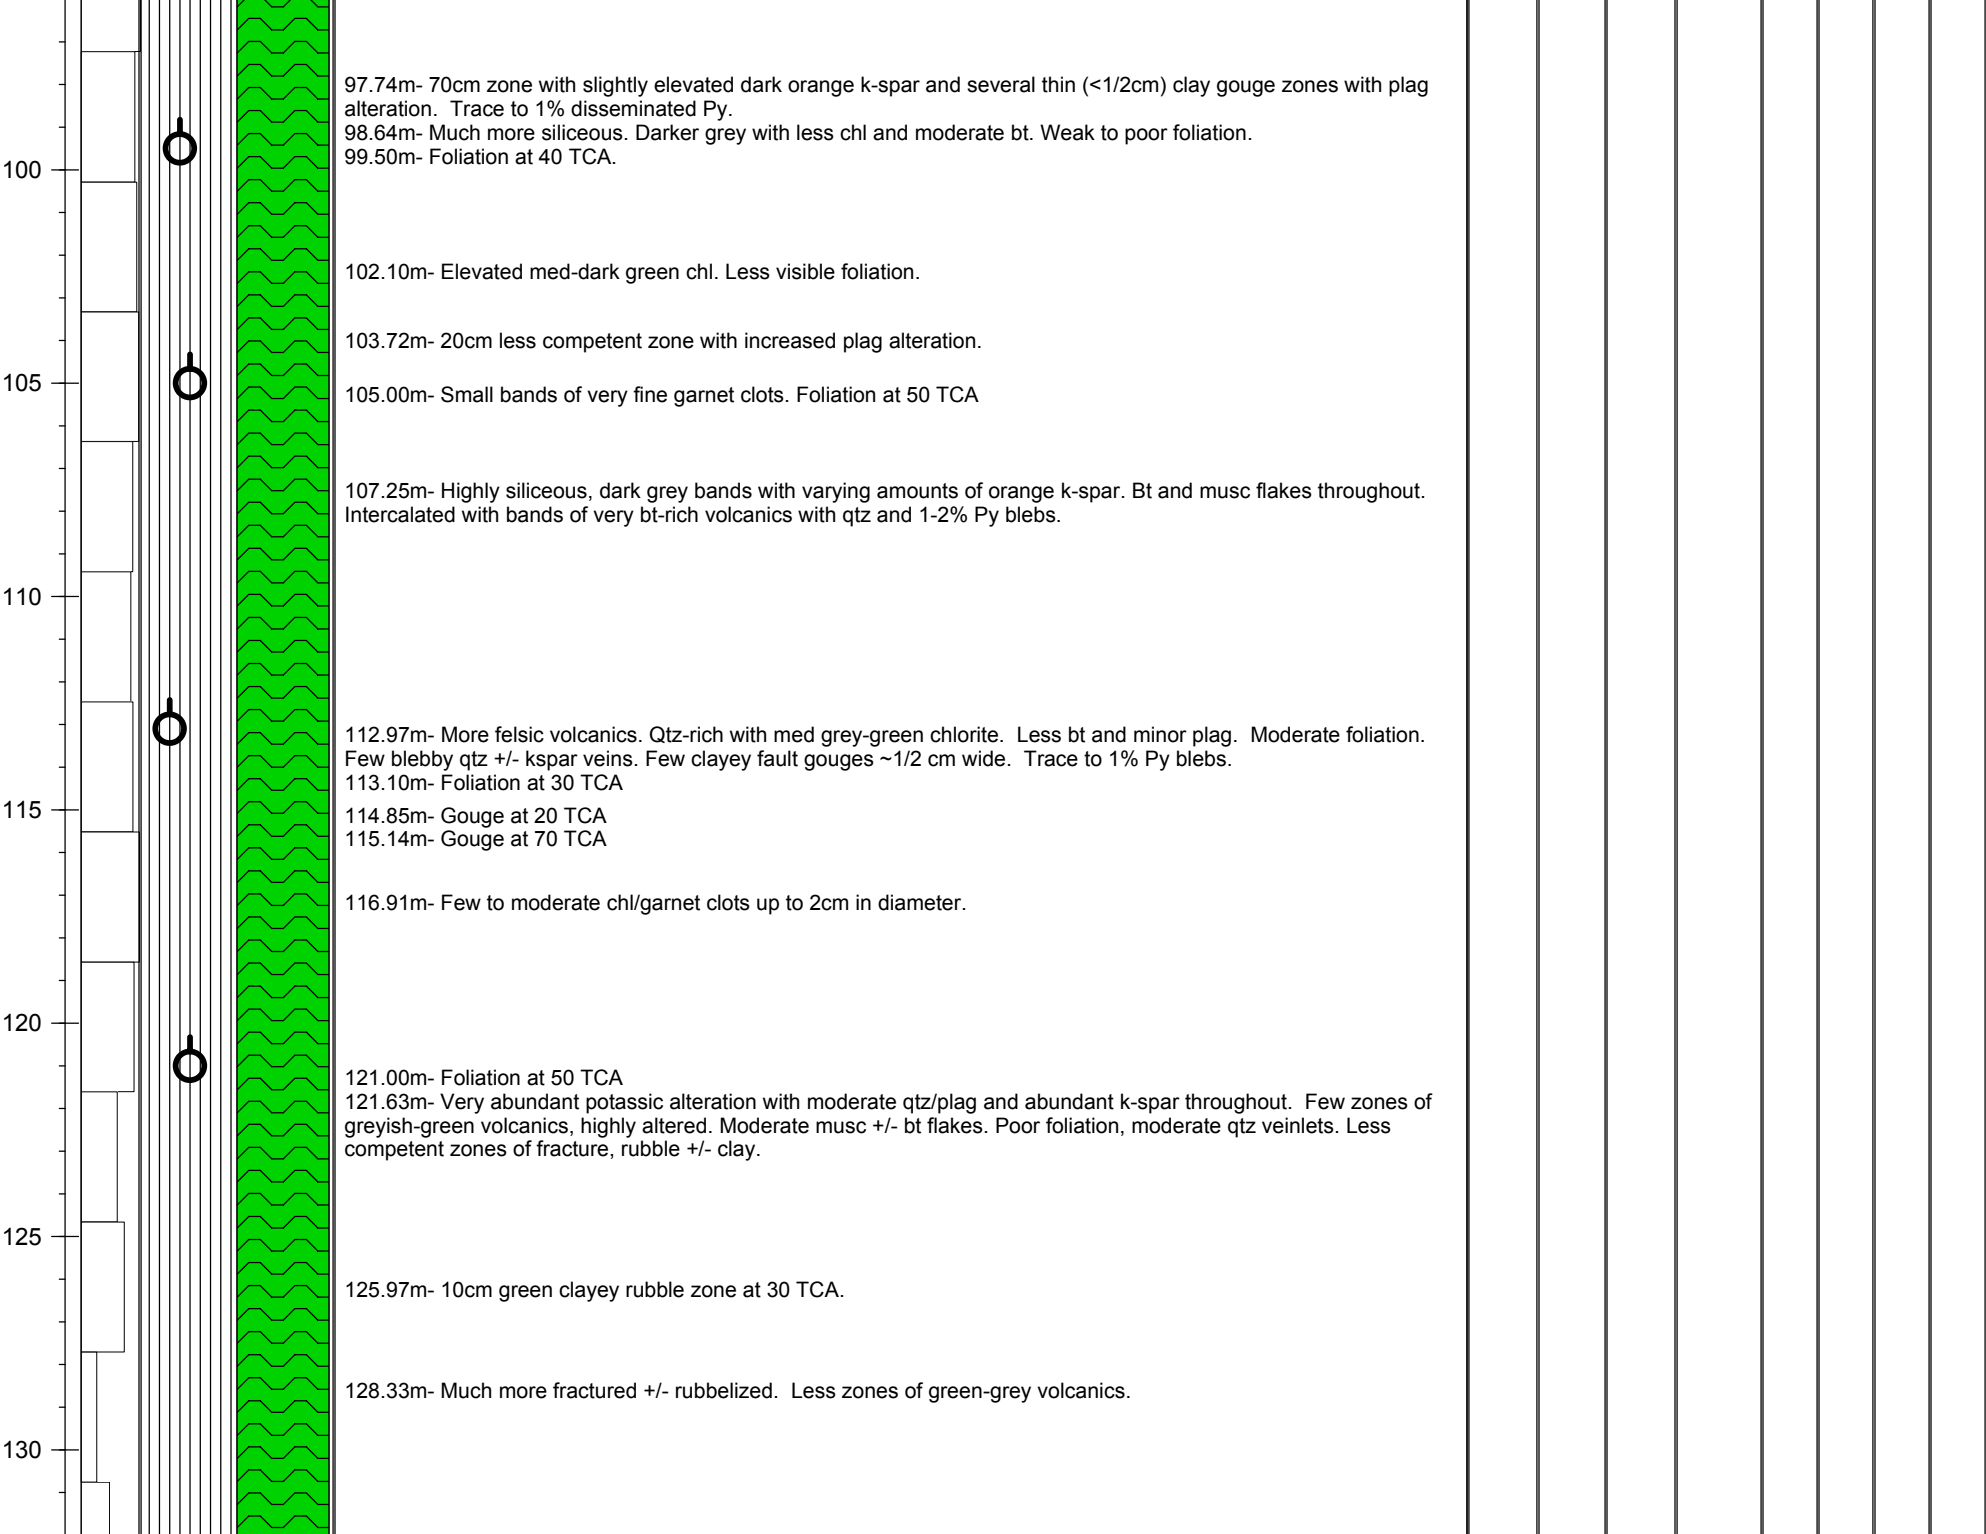 97.74m- 70cm zone with slightly elevated dark orange k-spar and several thin (<1/2cm) clay gouge zones with plag
alteration.  Trace to 1% disseminated Py.
98.64m- Much more siliceous. Darker grey with less chl and moderate bt. Weak to poor foliation.
99.50m- Foliation at 40 TCA.
100
102.10m- Elevated med-dark green chl. Less visible foliation.
103.72m- 20cm less competent zone with increased plag alteration.
105
105.00m- Small bands of very fine garnet clots. Foliation at 50 TCA
107.25m- Highly siliceous, dark grey bands with varying amounts of orange k-spar. Bt and musc flakes throughout.
Intercalated with bands of very bt-rich volcanics with qtz and 1-2% Py blebs.
110
112.97m- More felsic volcanics. Qtz-rich with med grey-green chlorite.  Less bt and minor plag.  Moderate foliation.
Few blebby qtz +/- kspar veins. Few clayey fault gouges ~1/2 cm wide.  Trace to 1% Py blebs.
113.10m- Foliation at 30 TCA
115
114.85m- Gouge at 20 TCA
115.14m- Gouge at 70 TCA
116.91m- Few to moderate chl/garnet clots up to 2cm in diameter.
120
121.00m- Foliation at 50 TCA
121.63m- Very abundant potassic alteration with moderate qtz/plag and abundant k-spar throughout.  Few zones of
greyish-green volcanics, highly altered. Moderate musc +/- bt flakes. Poor foliation, moderate qtz veinlets. Less
competent zones of fracture, rubble +/- clay.
125
125.97m- 10cm green clayey rubble zone at 30 TCA.
128.33m- Much more fractured +/- rubbelized.  Less zones of green-grey volcanics.
130